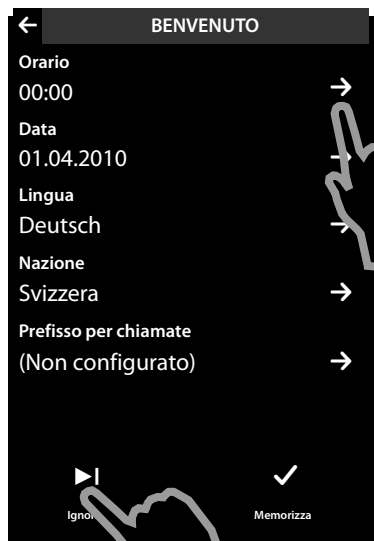 BENVENUTO
Orario
00:00
Data
01.04.2010
Lingua
Deutsch
Nazione
Svizzera
Prefisso per chiamate
(Non configurato)
Memorizza